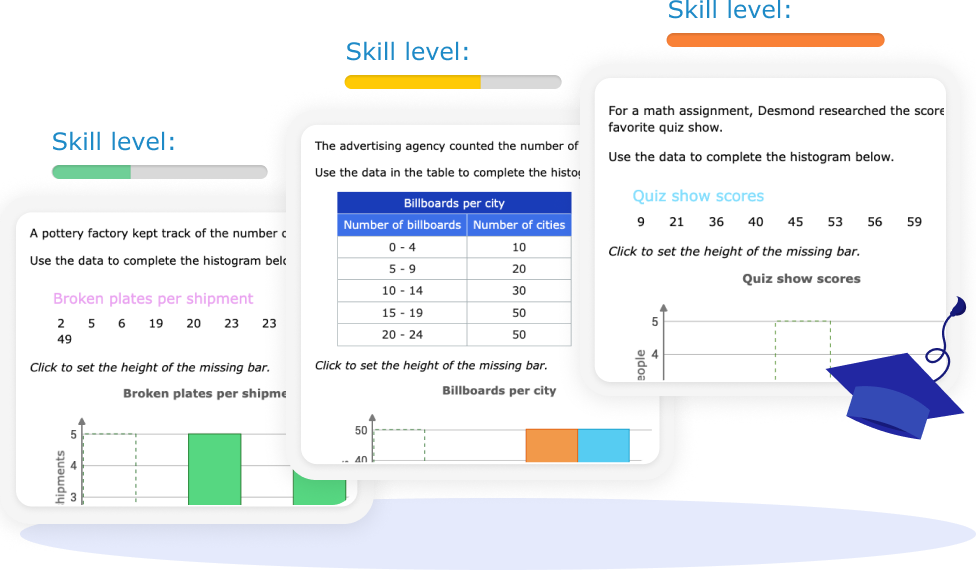 Skill level:
A pottery factory kept track of the number
Use the data to complete the histogram
Broken plates per shipment
2 5 6 19 20 23 23
49
Click to set the height of the missing bar.
Broken plates per
5
4
3
Skill level:
The advertising agency counted the number of
Use the data in the table to complete the
Billboards per city
Number of billboards Number of cities
0 - 4 10
5 - 9 20
10 - 14 30
15 - 19 50
20 - 24 50
Click to set the height of the missing bar.
Billboards per city
50
40
Skill level:
For a math assignment, Desmond researched the
favorite quiz show.
Use the data to complete the histogram below.
Quiz show scores
9 21 36 40 45 53 56 59
Click to set the height of the missing bar.
Quiz show scores
5
4